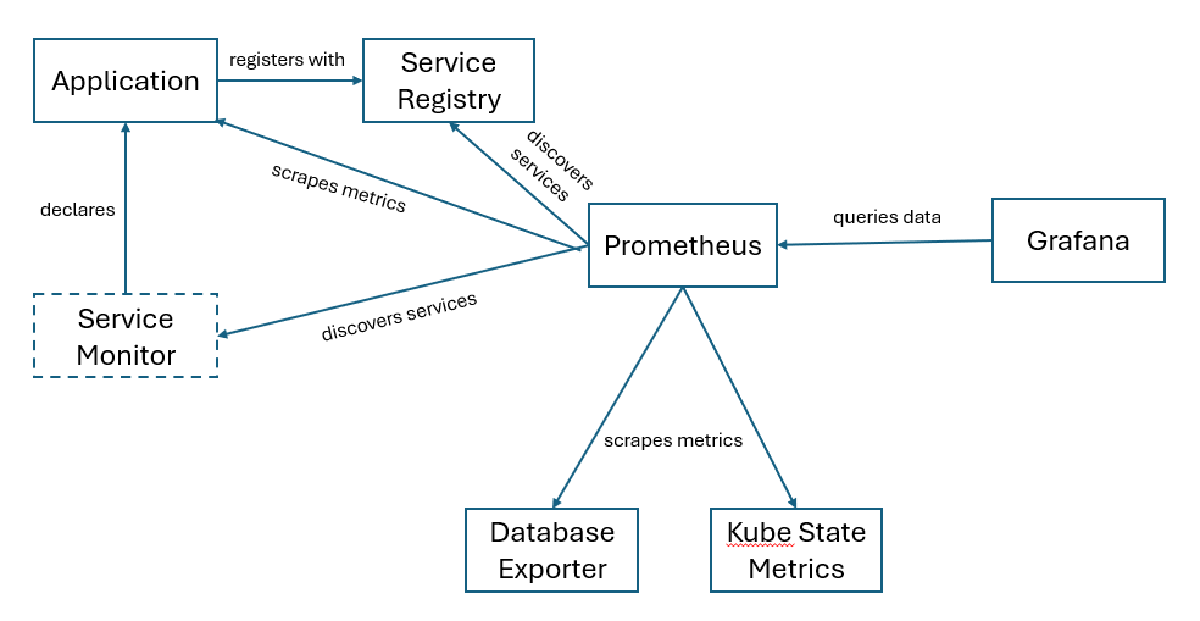 Application
registers with
Service
Registry
discovers
services
scrapes metrics
declares
Prometheus
queries data
Grafana
Service
Monitor
discovers services
scrapes metrics
Database
Exporter
Kube State
Metrics